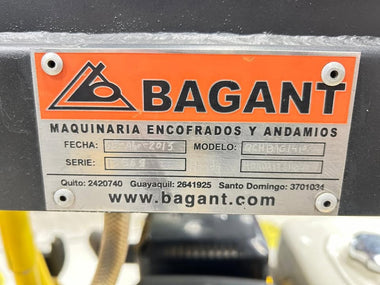 BAGANT
MAQUINARIA ENCOFRADOS Y ANDAMIOS
FECHA: MODELO:
SERIE:
Quito: 2420740 Guayaquil: 2641925 Santo Domingo: 3701034
www.bagant.com